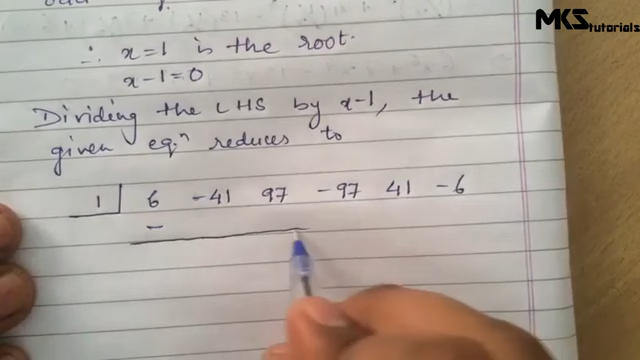 MKS tutorials
∴ x=1 is the root.
x-1=0
Dividing the LHS by x-1, the
given eqⁿ reduces to
1 | 6 -41 97 -97 41 -6
-